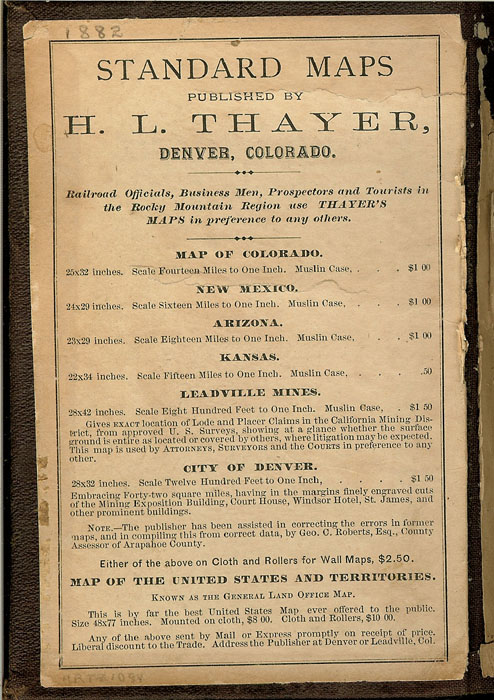 1882
STANDARD MAPS
PUBLISHED BY
H. L. THAYER,
DENVER, COLORADO.
Railroad Officials, Business Men, Prospectors and Tourists in
the Rocky Mountain Region use THAYER'S
MAPS in preference to any others.
MAP OF COLORADO.
25x32 inches. Scale Fourteen Miles to One Inch. Muslin Case, . . . $1 00
NEW MEXICO.
24x29 inches. Scale Sixteen Miles to One Inch. Muslin Case, . . . $1 00
ARIZONA.
23x29 inches. Scale Eighteen Miles to One Inch. Muslin Case, . . . $1 00
KANSAS.
22x34 inches. Scale Fifteen Miles to One Inch. Muslin Case, . . . .50
LEADVILLE MINES.
28x42 inches. Scale Eight Hundred Feet to One Inch. Muslin Case, . $1 50
Gives EXACT location of Lode and Placer Claims in the California Mining Dis-
trict, from approved U. S. Surveys, showing at a glance whether the surface
ground is entire as located or covered by others, where litigation may be expected.
This map is used by ATTORNEYS, SURVEYORS and the COURTS in preference to any
other.
CITY OF DENVER.
28x32 inches. Scale Twelve Hundred Feet to One Inch, . . . . $1 50
Embracing Forty-two square miles, having in the margins finely engraved cuts
of the Mining Exposition Building, Court House, Windsor Hotel, St. James, and
other prominent buildings.
NOTE.—The publisher has been assisted in correcting the errors in former
maps, and in compiling this from correct data, by Geo. C. Roberts, Esq., County
Assessor of Arapahoe County.
Either of the above on Cloth and Rollers for Wall Maps, $2.50.
MAP OF THE UNITED STATES AND TERRITORIES.
KNOWN AS THE GENERAL LAND OFFICE MAP.
This is by far the best United States Map ever offered to the public.
Size 48x77 inches. Mounted on cloth, $8 00. Cloth and Rollers, $10 00.
Any of the above sent by Mail or Express promptly on receipt of price.
Liberal discount to the Trade. Address the Publisher at Denver or Leadville, Col.